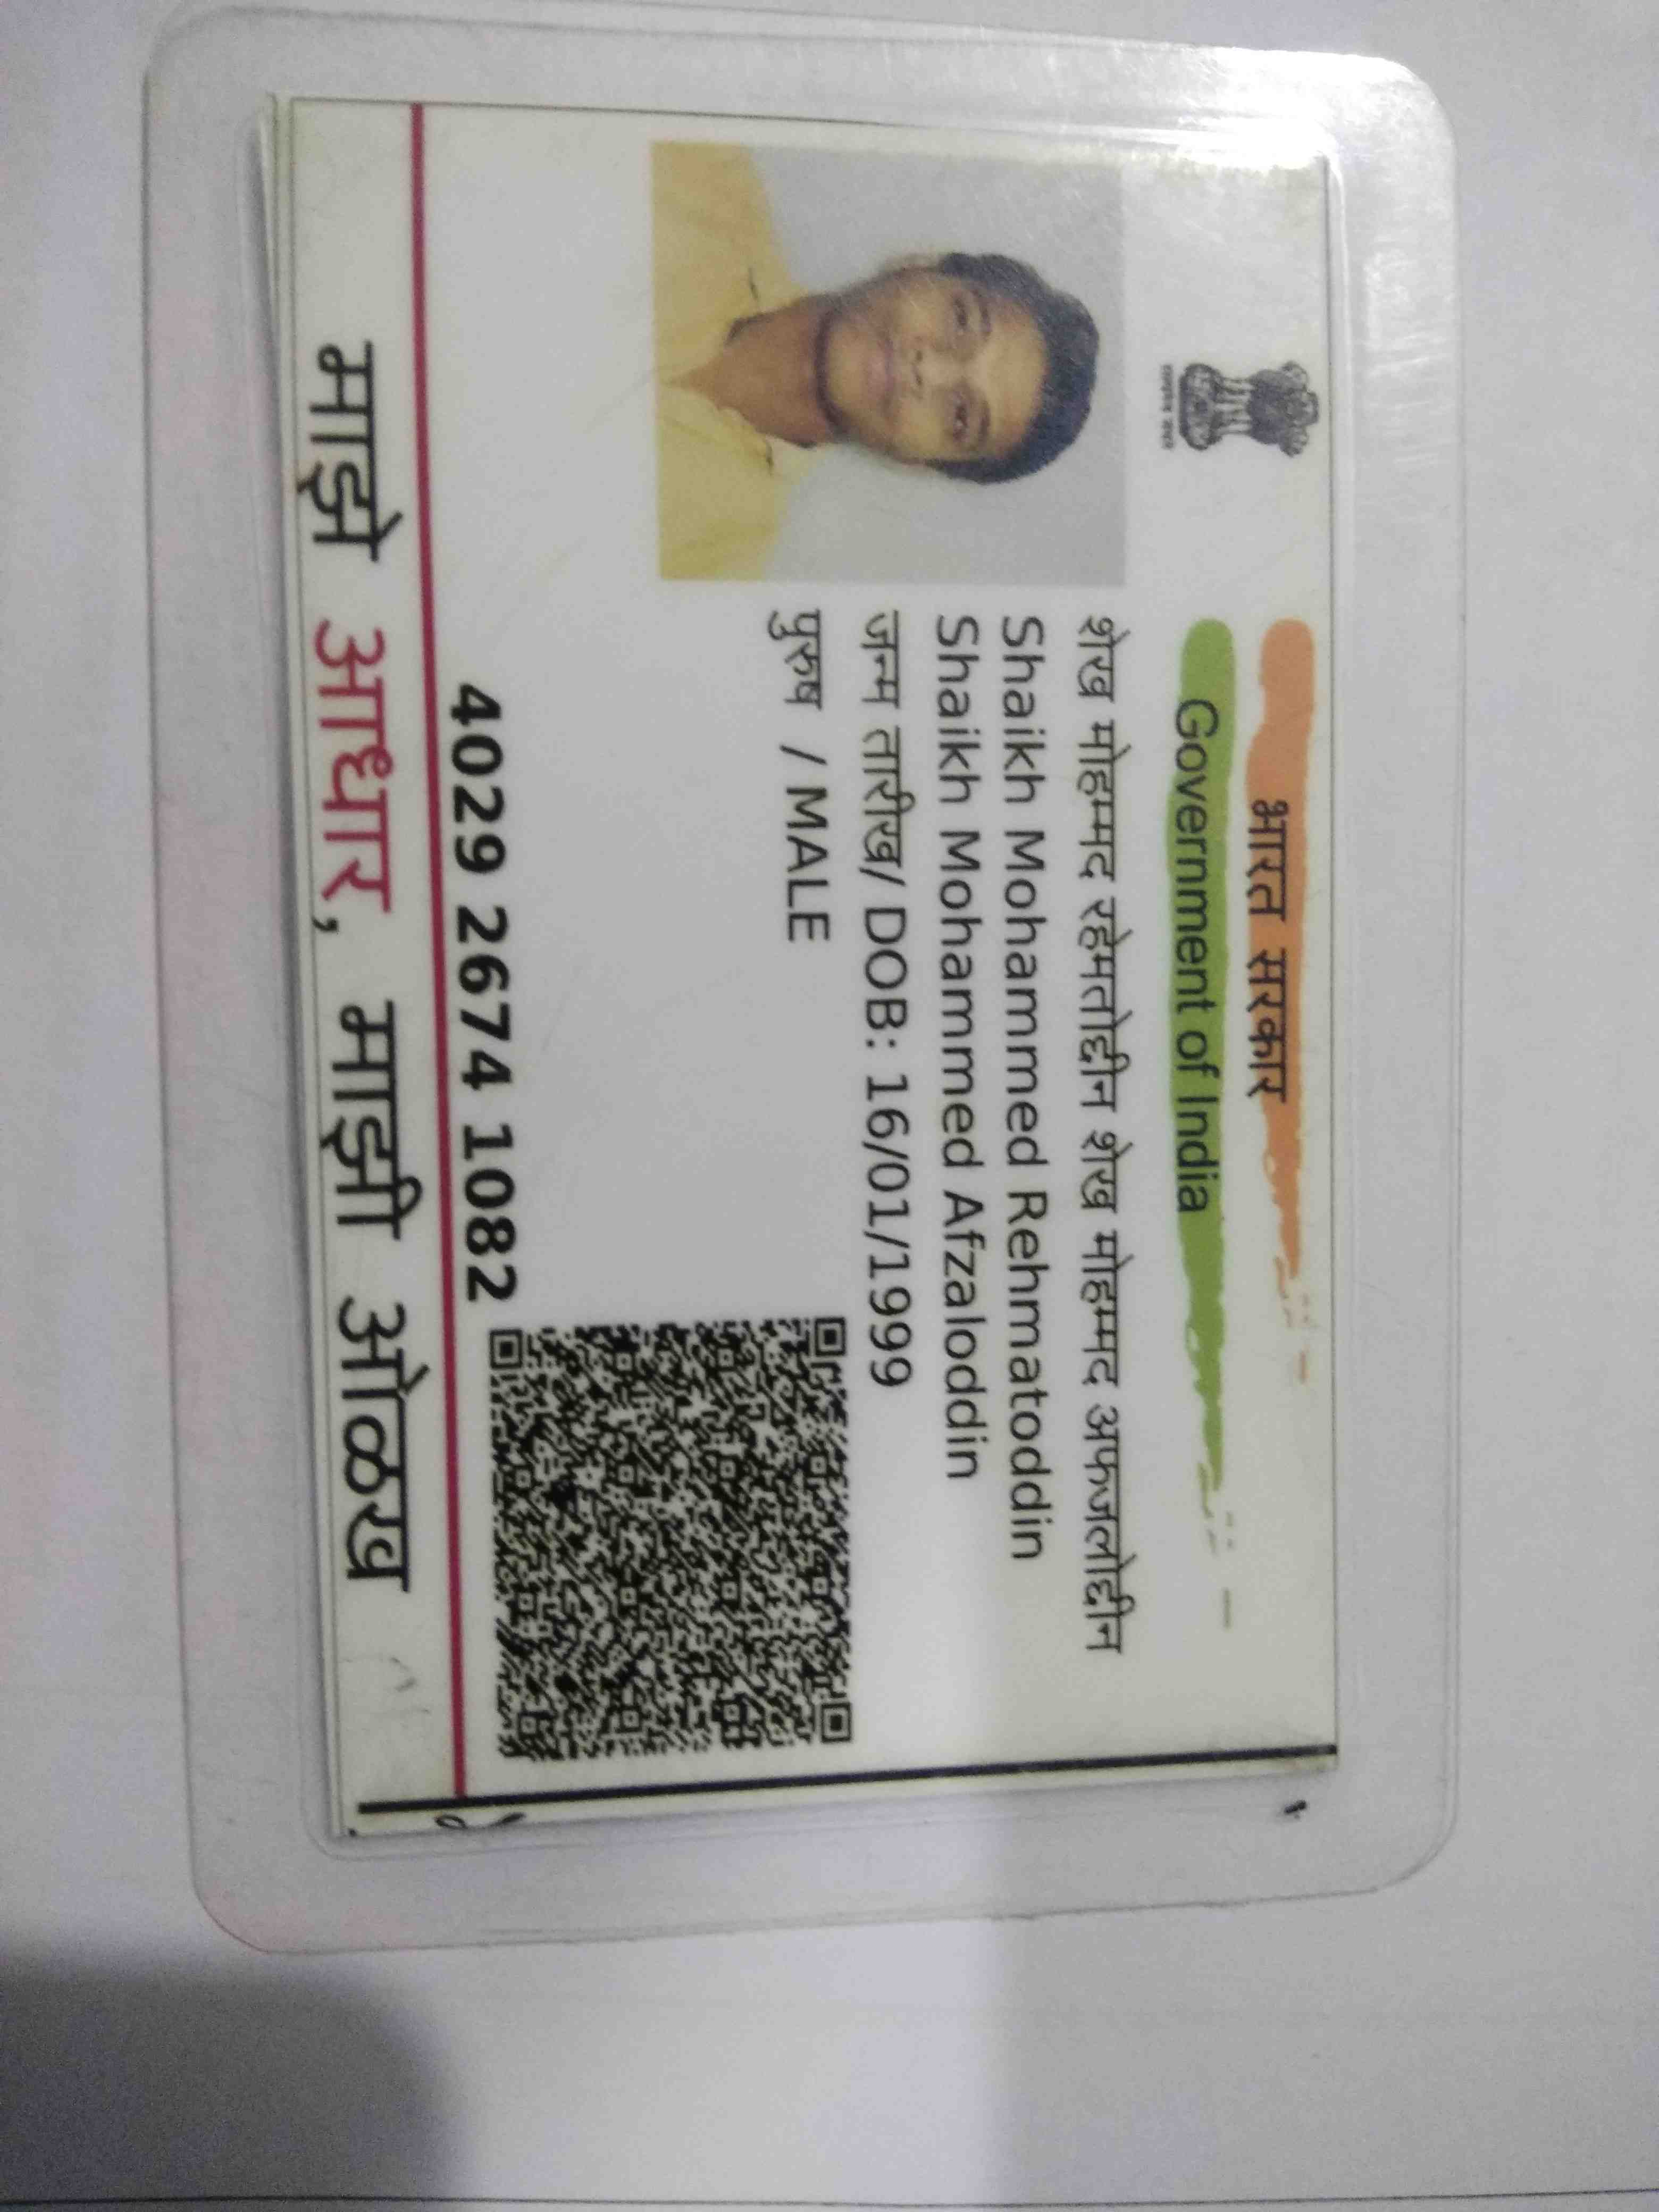 भारत सरकार
Government of India
शेख मोहम्मद रहेमतोद्दीन शेख मोहम्मद अफजलोद्दीन
Shaikh Mohammed Rehmatoddin
Shaikh Mohammed Afzaloddin
जन्म तारीख/ DOB: 16/01/1999
पुरुष / MALE
4029 2674 1082
माझे आधार, माझी ओळख